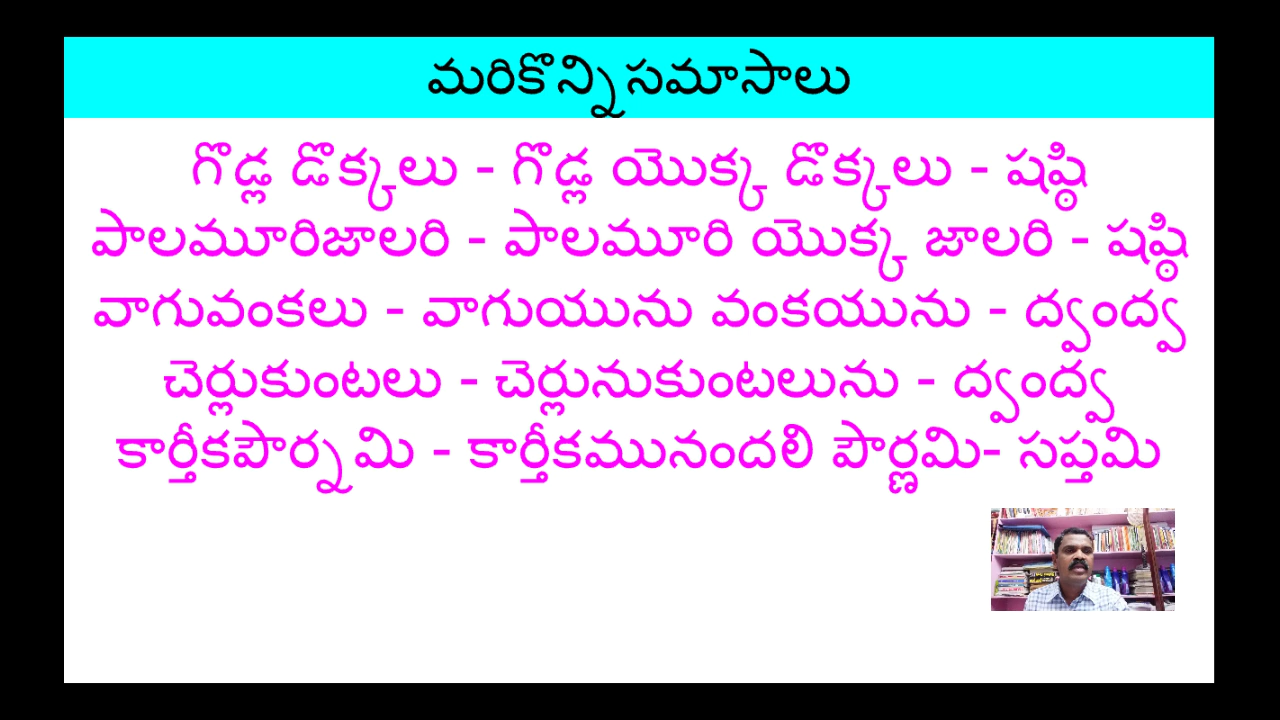 మరికొన్ని సమాసాలు
గొడ్ల డొక్కలు - గొడ్ల యొక్క డొక్కలు - షష్ఠి
పాలమూరిజాలరి - పాలమూరి యొక్క జాలరి - షష్ఠి
వాగువంకలు - వాగుయును వంకయును - ద్వంద్వ
చెర్లుకుంటలు - చెర్లునుకుంటలును - ద్వంద్వ
కార్తీకపౌర్నమి - కార్తీకమునందలి పౌర్ణమి- సప్తమి